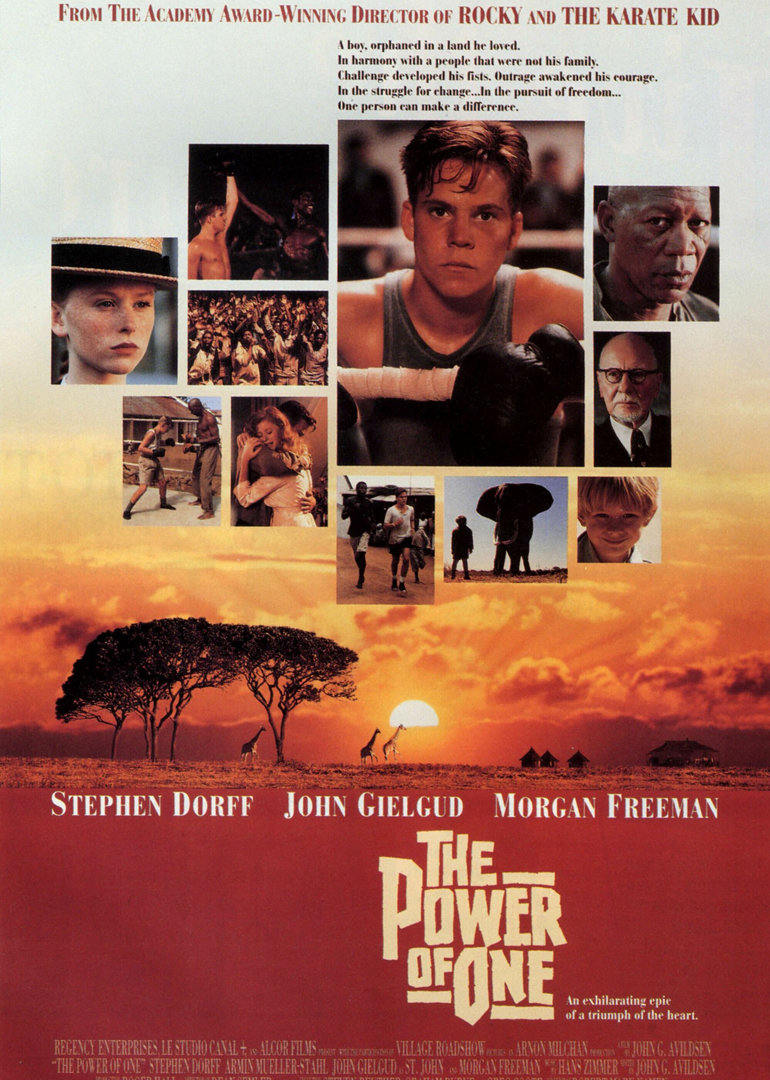 FROM THE ACADEMY AWARD-WINNING DIRECTOR OF ROCKY AND THE KARATE KID
A boy, orphaned in a land he loved.
In harmony with a people that were not his family.
Challenge developed his fists. Outrage awakened his courage.
In the struggle for change...In the pursuit of freedom...
One person can make a difference.
STEPHEN DORFF JOHN GIELGUD MORGAN FREEMAN
THE
POWER
OF ONE
An exhilarating epic
of a triumph of the heart.
REGENCY ENTERPRISES, LE STUDIO CANAL+ AND ALCOR FILMS VILLAGE ROADSHOW ARNON MILCHAN PRODUCTION JOHN G. AVILDSEN
"THE POWER OF ONE" STEPHEN DORFF ARMIN MUELLER-STAHL JOHN GIELGUD ST. JOHN AND MORGAN FREEMAN HANS ZIMMER JOHN G. AVILDSEN